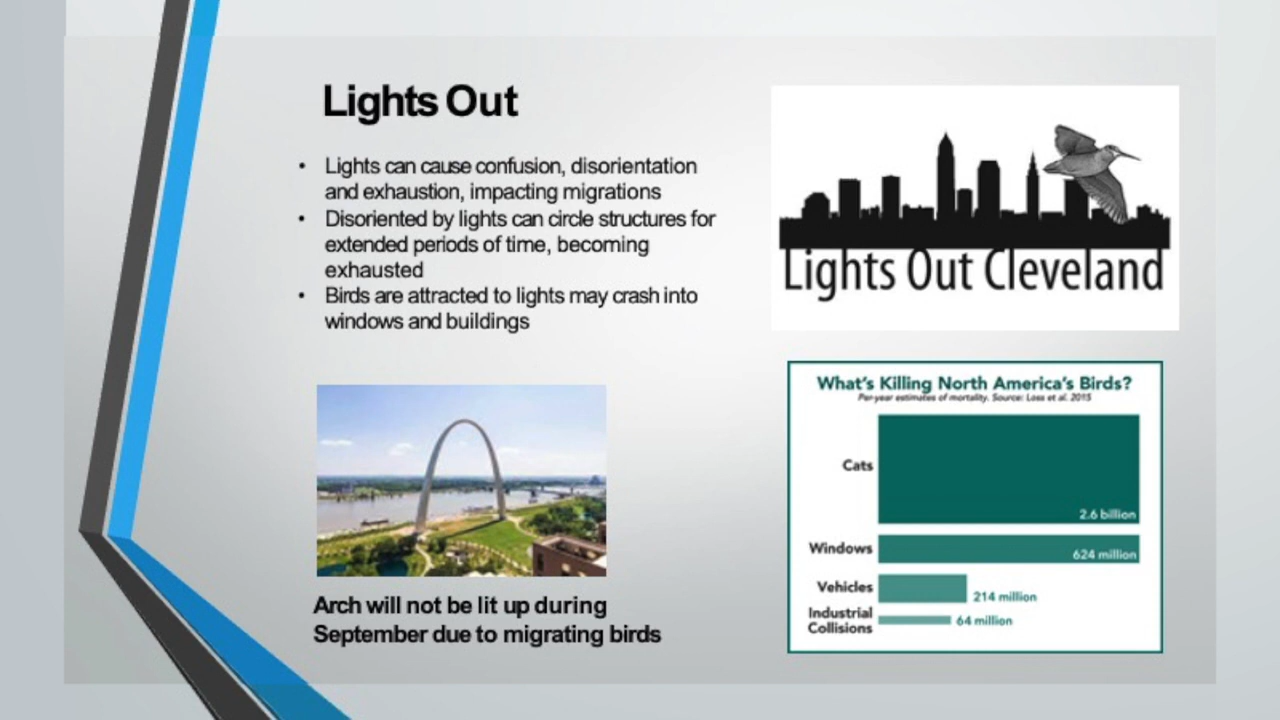 Lights Out
• Lights can cause confusion, disorientation
and exhaustion, impacting migrations
• Disoriented by lights can circle structures for
extended periods of time, becoming
exhausted
• Birds are attracted to lights may crash into
windows and buildings
Arch will not be lit up during
September due to migrating birds
Lights Out Cleveland
What's Killing North America's Birds?
Per-year estimates of mortality. Source: Loss et al. 2015
Cats
2.6 billion
Windows
624 million
Vehicles
214 million
Industrial
Collisions
64 million